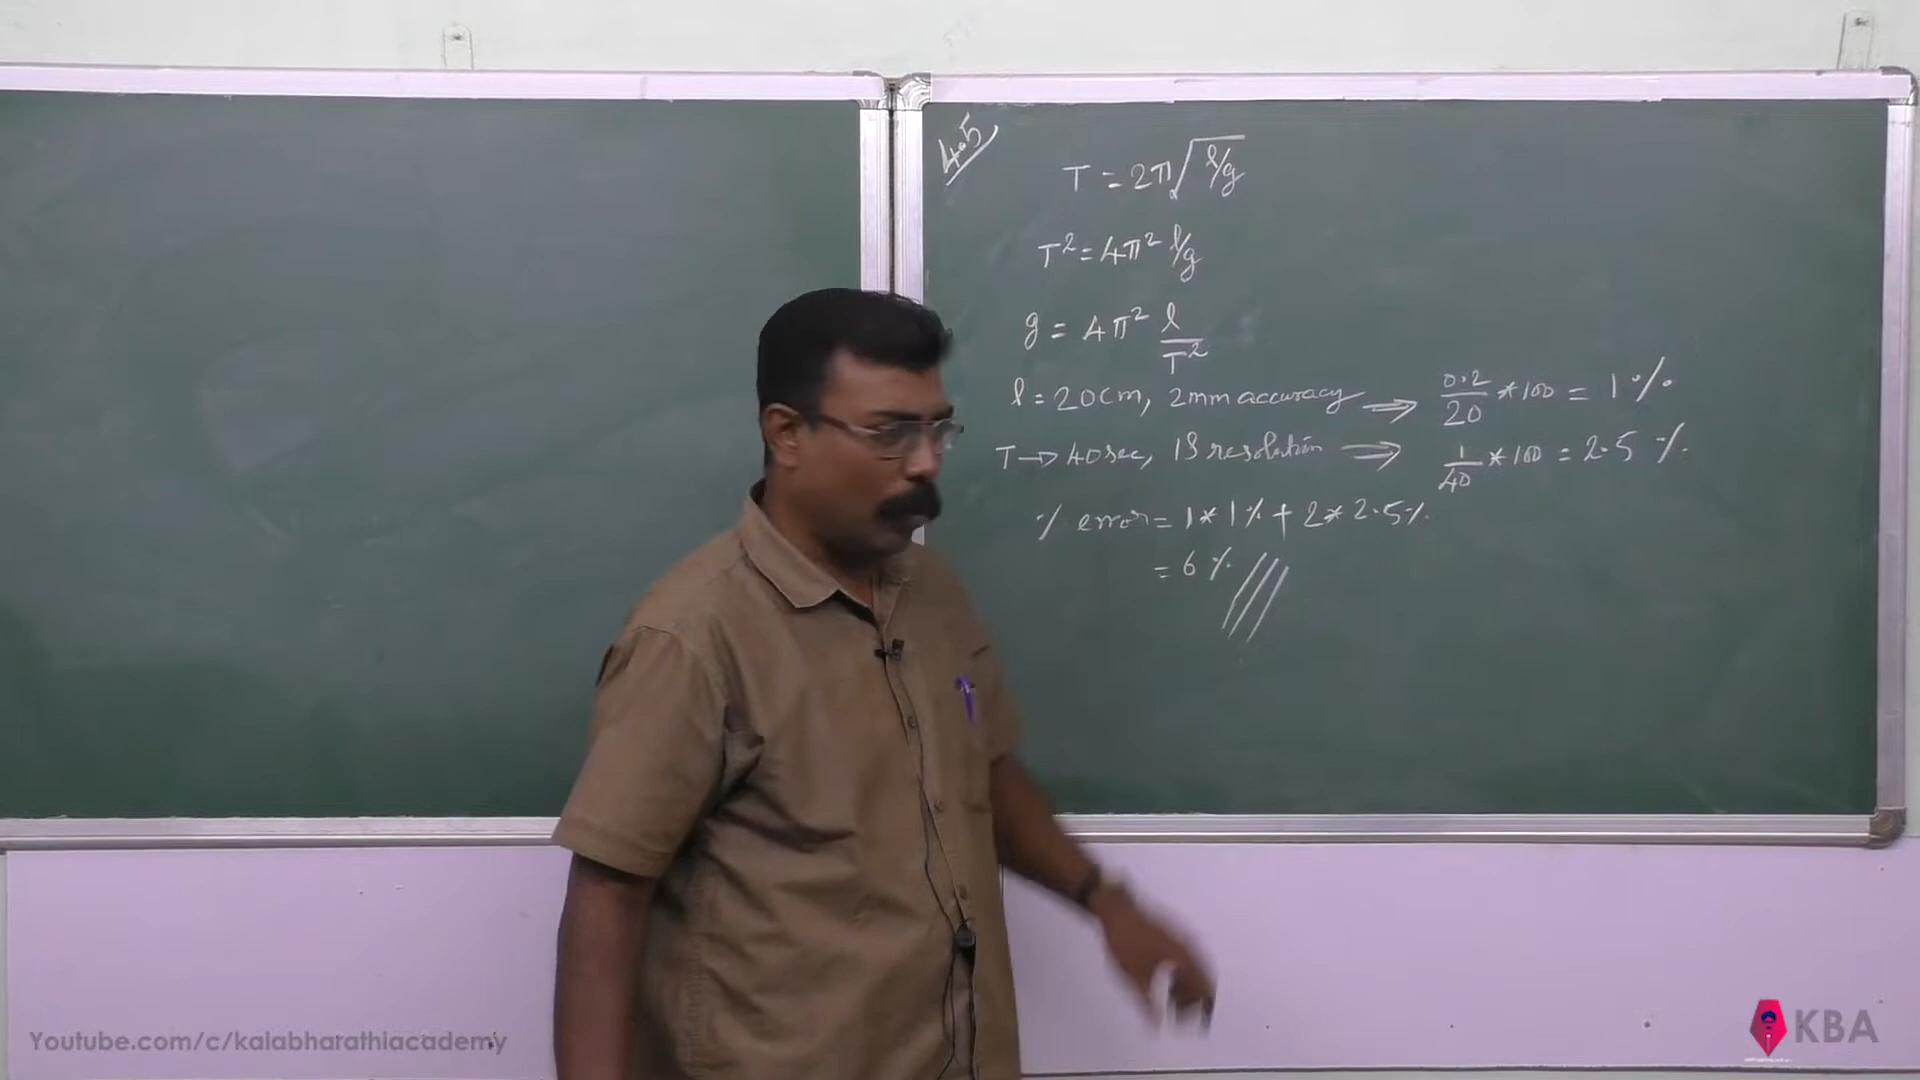 4.5
T = 2π√l/g
T² = 4π² l/g
g = 4π² l/T²
l = 20cm, 2mm accuracy ⇒ 0.2/20 * 100 = 1%
T → 40sec, 1S resolution ⇒ 1/40 * 100 = 2.5 %
% error = 1 * 1% + 2 * 2.5%
= 6%
Youtube.com/c/kalabharathiacademy
KBA